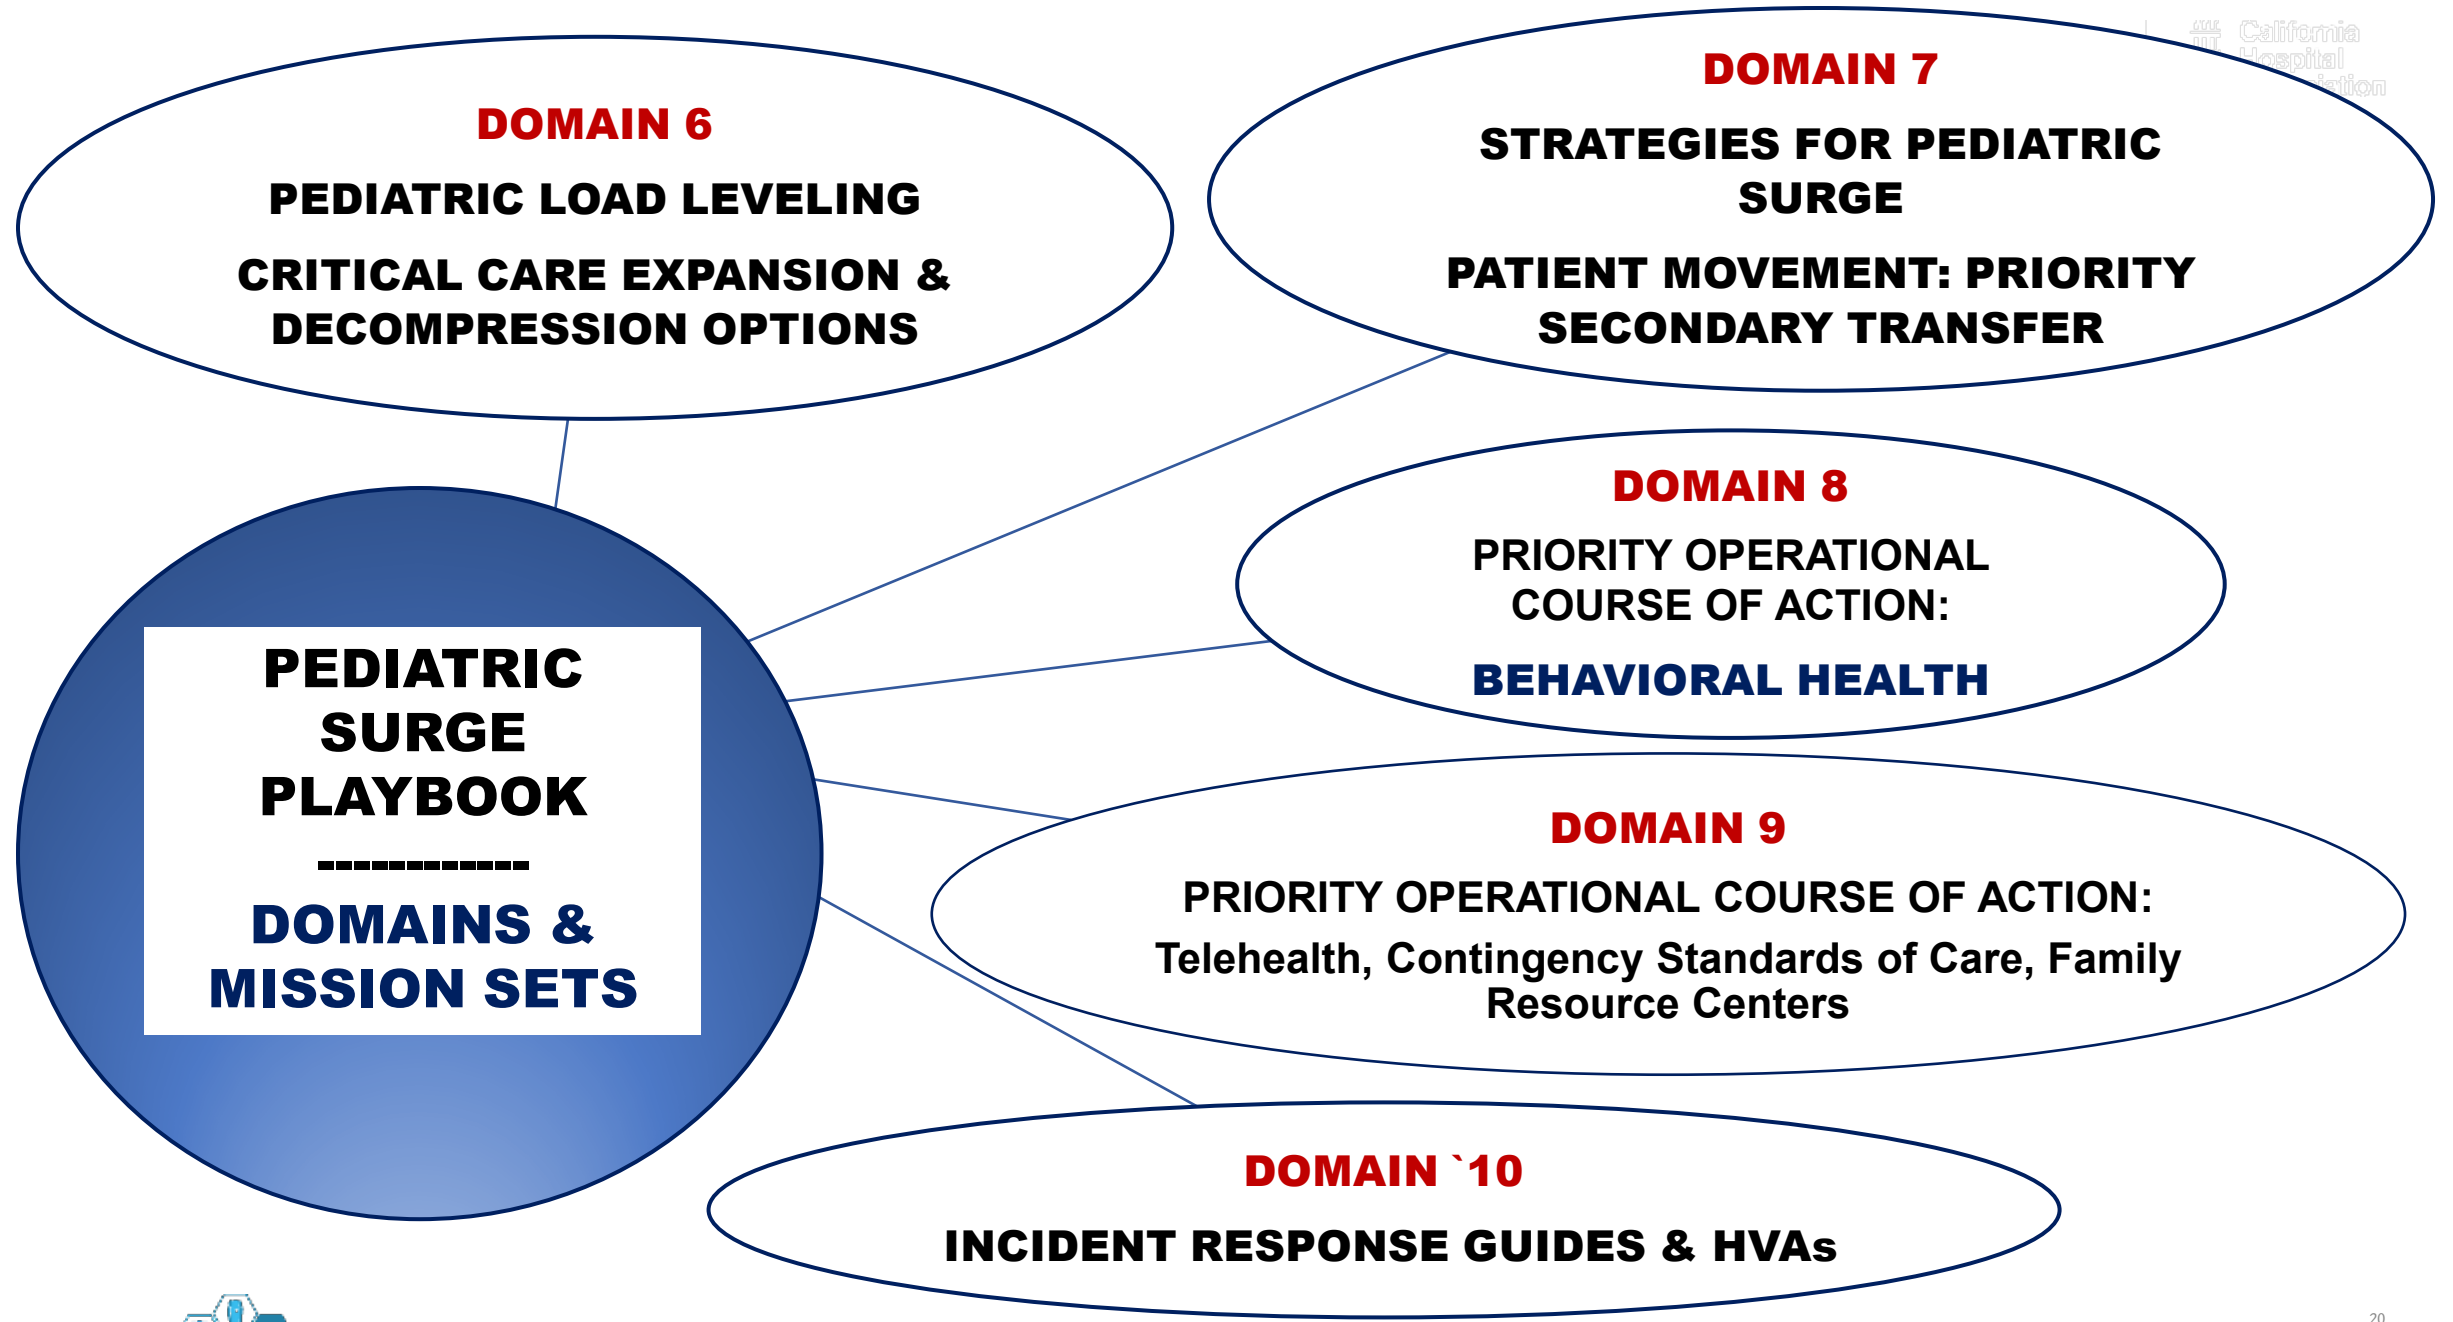 California
Hospital
DOMAIN 6
PEDIATRIC LOAD LEVELING
CRITICAL CARE EXPANSION &
DECOMPRESSION OPTIONS
DOMAIN 7
STRATEGIES FOR PEDIATRIC
SURGE
PATIENT MOVEMENT: PRIORITY
SECONDARY TRANSFER
DOMAIN 8
PRIORITY OPERATIONAL
COURSE OF ACTION:
BEHAVIORAL HEALTH
PEDIATRIC
SURGE
PLAYBOOK
------------
DOMAINS &
MISSION SETS
DOMAIN 9
PRIORITY OPERATIONAL COURSE OF ACTION:
Telehealth, Contingency Standards of Care, Family
Resource Centers
DOMAIN `10
INCIDENT RESPONSE GUIDES & HVAs
20